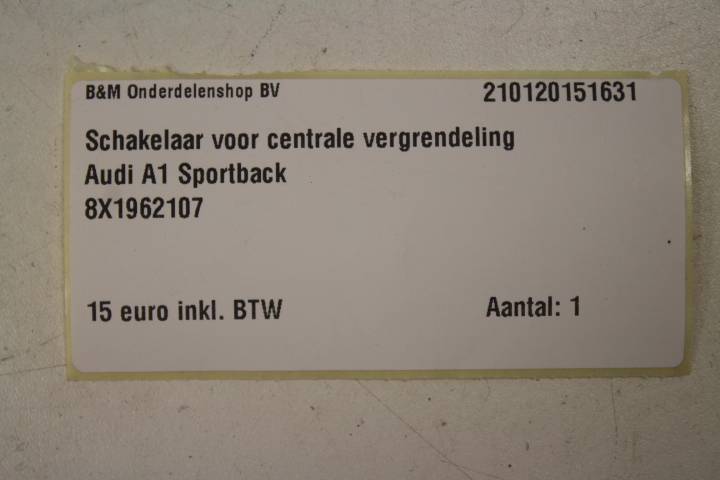 B&M Onderdelenshop BV 210120151631
Schakelaar voor centrale vergrendeling
Audi A1 Sportback
8X1962107
15 euro inkl. BTW Aantal: 1